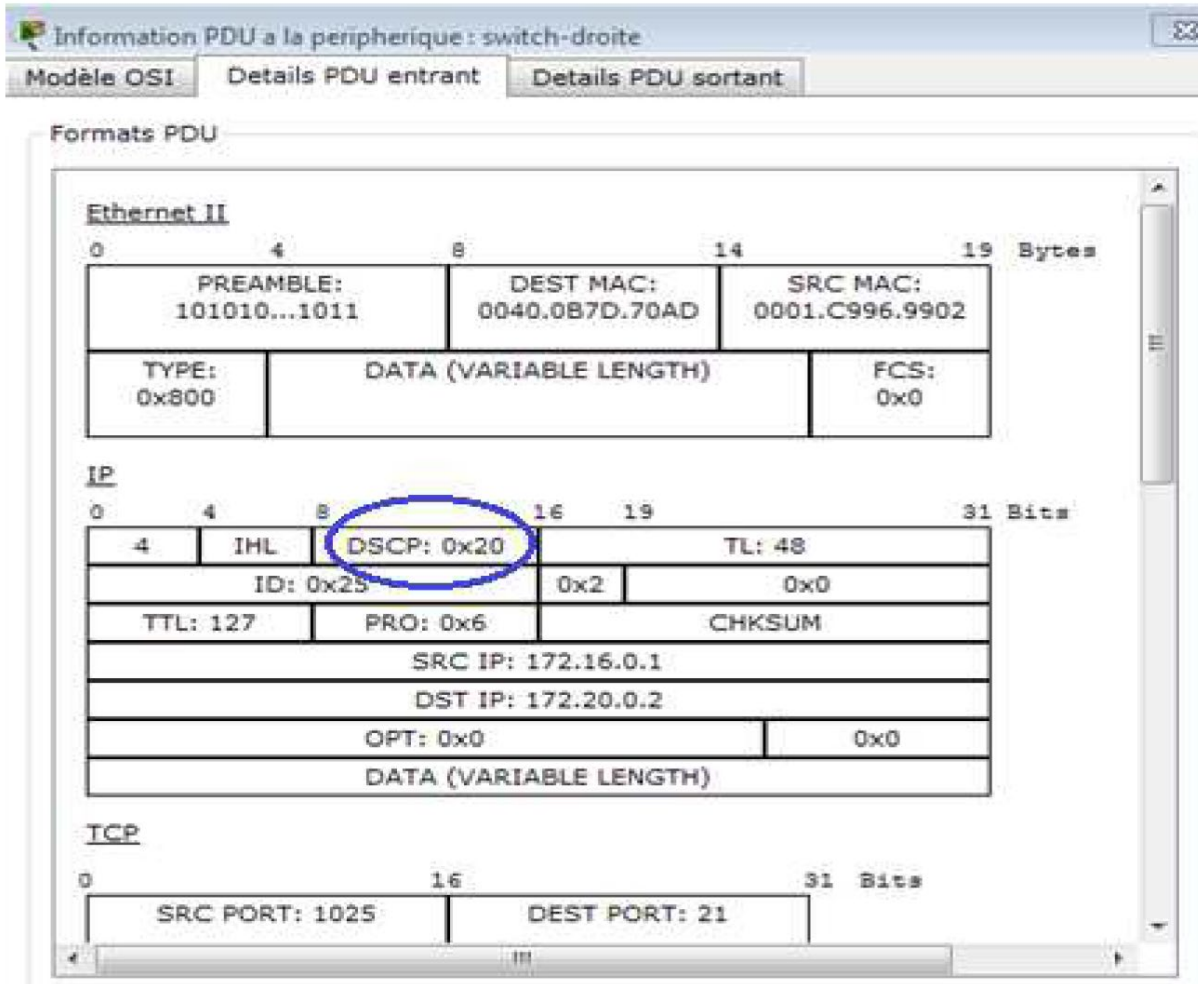 Information PDU a la peripherique : switch-droite
Modèle OSI Details PDU entrant Details PDU sortant
Formats PDU
Ethernet II
0 4 8 14 19 Bytes
PREAMBLE: DEST MAC: SRC MAC:
101010...1011 0040.0B7D.70AD 0001.C996.9902
TYPE: DATA (VARIABLE LENGTH) FCS:
0x800 0x0
IP
0 4 8 16 19 31 Bits
4 IHL DSCP: 0x20 TL: 48
ID: 0x25 0x2 0x0
TTL: 127 PRO: 0x6 CHKSUM
SRC IP: 172.16.0.1
DST IP: 172.20.0.2
OPT: 0x0 0x0
DATA (VARIABLE LENGTH)
TCP
0 16 31 Bits
SRC PORT: 1025 DEST PORT: 21